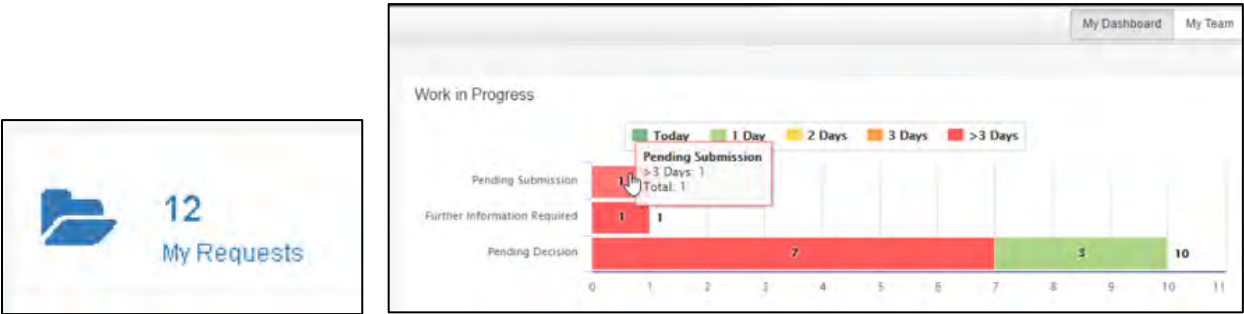 12
My Requests
My Dashboard My Team
Work in Progress
Today 1 Day 2 Days 3 Days >3 Days
Pending Submission
>3 Days: 1
Total: 1
Pending Submission 1
Further Information Required 1 1
Pending Decision 7 3 10
0 1 2 3 4 5 6 7 8 9 10 11